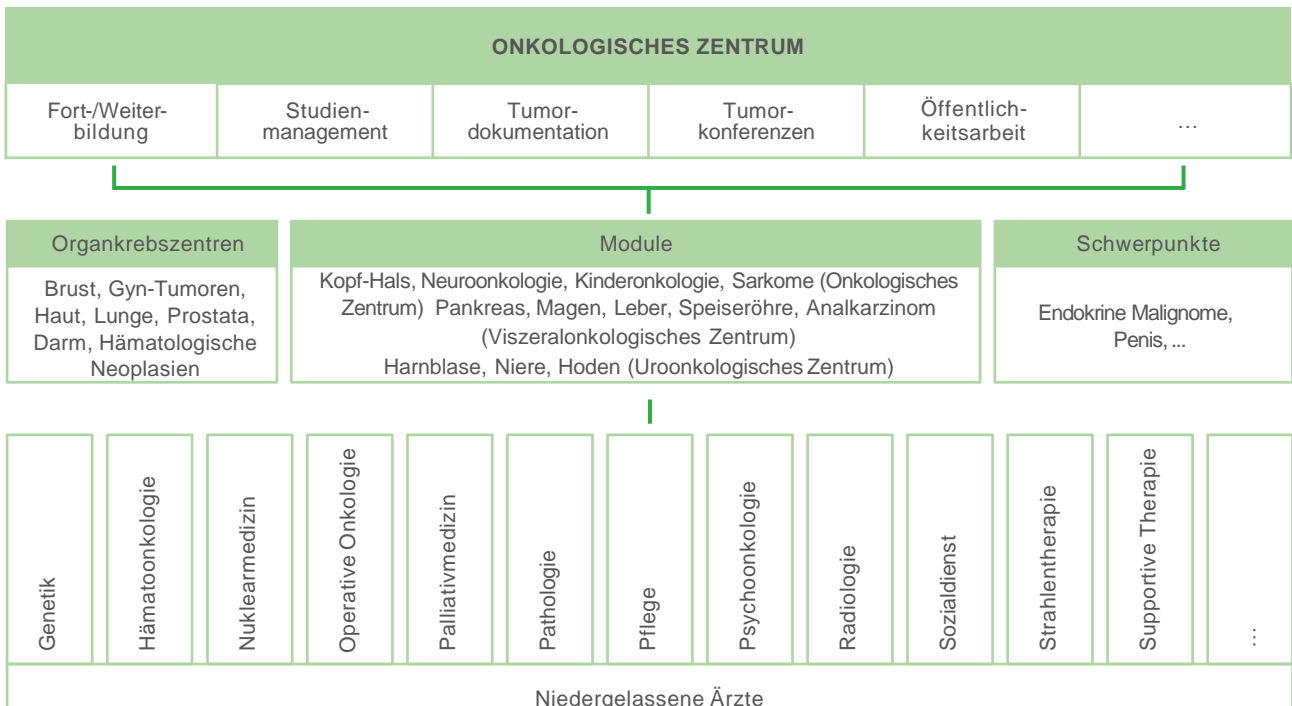 ONKOLOGISCHES ZENTRUM
Fort-/Weiter-
bildung
Studien-
management
Tumor-
dokumentation
Tumor-
konferenzen
Öffentlich-
keitsarbeit
...
Organkrebszentren
Brust, Gyn-Tumoren,
Haut, Lunge, Prostata,
Darm, Hämatologische
Neoplasien
Module
Kopf-Hals, Neuroonkologie, Kinderonkologie, Sarkome (Onkologisches
Zentrum) Pankreas, Magen, Leber, Speiseröhre, Analkarzinom
(Viszeralonkologisches Zentrum)
Harnblase, Niere, Hoden (Uroonkologisches Zentrum)
Schwerpunkte
Endokrine Malignome,
Penis, ...
Genetik
Hämatoonkologie
Nuklearmedizin
Operative Onkologie
Palliativmedizin
Pathologie
Pflege
Psychoonkologie
Radiologie
Sozialdienst
Strahlentherapie
Supportive Therapie
...
Niedergelassene Ärzte